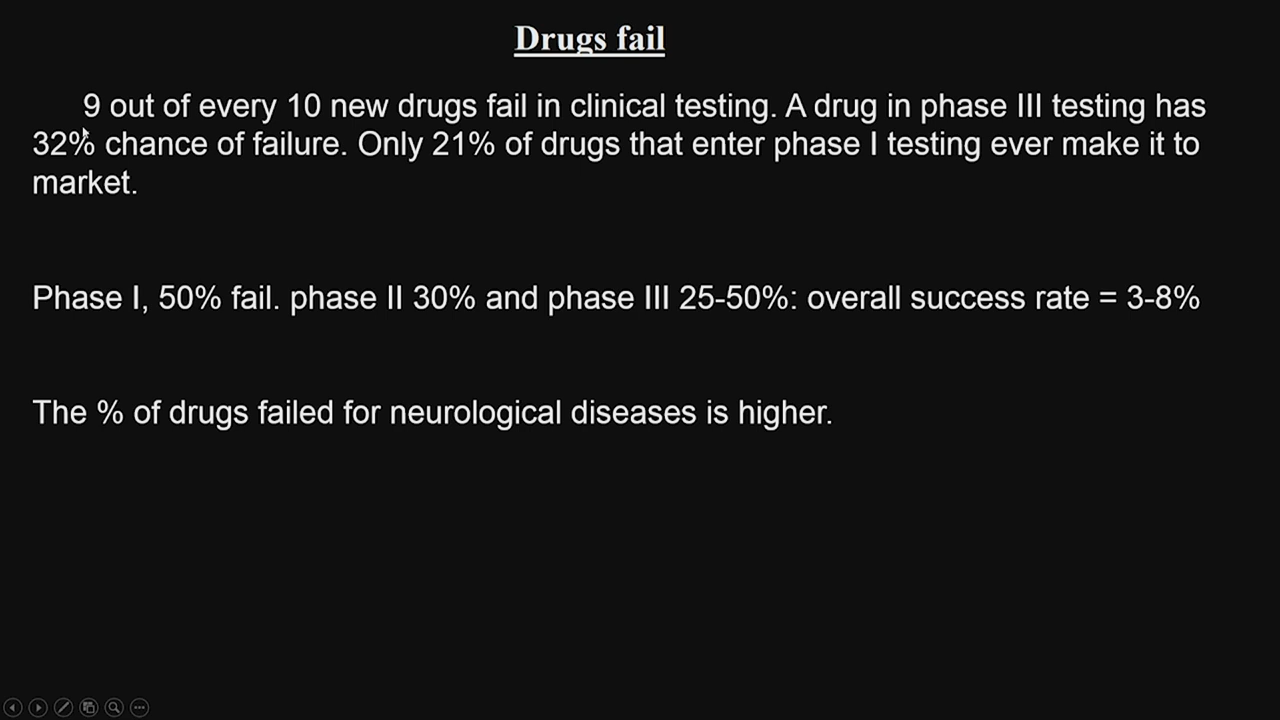 Drugs fail
9 out of every 10 new drugs fail in clinical testing. A drug in phase III testing has
32% chance of failure. Only 21% of drugs that enter phase I testing ever make it to
market.
Phase I, 50% fail. phase II 30% and phase III 25-50%: overall success rate = 3-8%
The % of drugs failed for neurological diseases is higher.